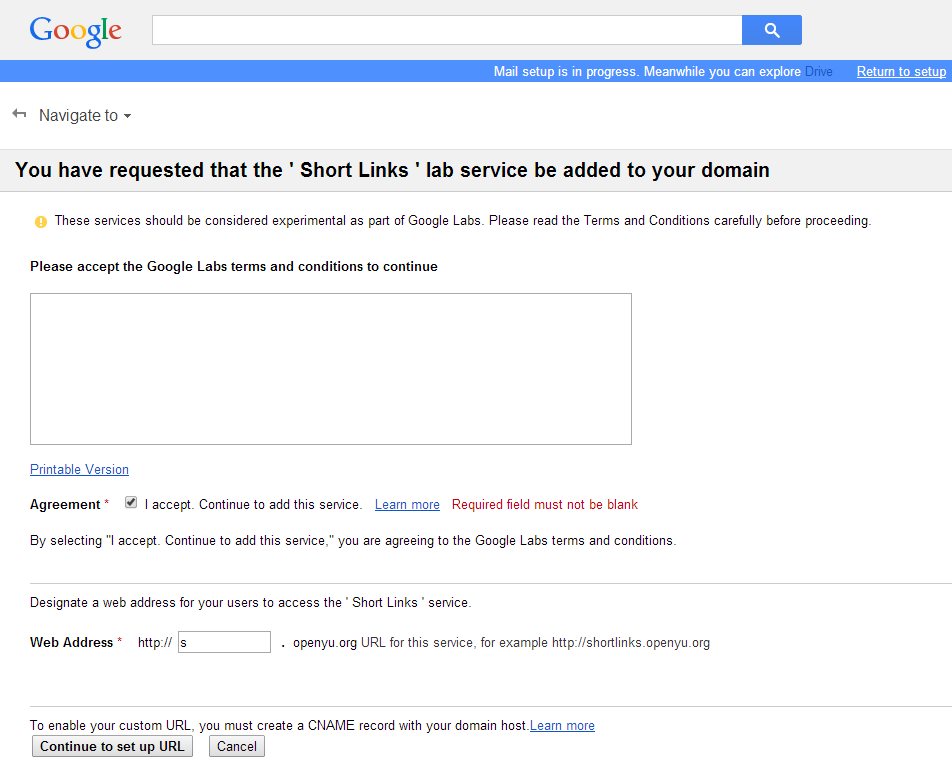 Google
Mail setup is in progress. Meanwhile you can explore Drive Return to setup
Navigate to
You have requested that the ' Short Links ' lab service be added to your domain
These services should be considered experimental as part of Google Labs. Please read the Terms and Conditions carefully before proceeding.
Please accept the Google Labs terms and conditions to continue
Printable Version
Agreement * I accept. Continue to add this service. Learn more Required field must not be blank
By selecting "I accept. Continue to add this service," you are agreeing to the Google Labs terms and conditions.
Designate a web address for your users to access the ' Short Links ' service.
Web Address * http:// s . openyu.org URL for this service, for example http://shortlinks.openyu.org
To enable your custom URL, you must create a CNAME record with your domain host.Learn more
Continue to set up URL Cancel